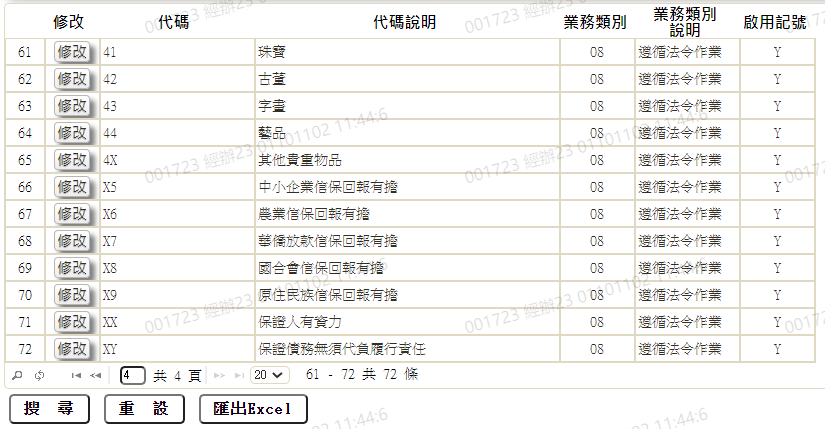 修改 代碼 代碼說明 業務類別 業務類別說明 啟用記號
61 修改 41 珠寶 08 遵循法令作業 Y
62 修改 42 古董 08 遵循法令作業 Y
63 修改 43 字畫 08 遵循法令作業 Y
64 修改 44 藝品 08 遵循法令作業 Y
65 修改 4X 其他貴重物品 08 遵循法令作業 Y
66 修改 X5 中小企業信保回報有擔 08 遵循法令作業 Y
67 修改 X6 農業信保回報有擔 08 遵循法令作業 Y
68 修改 X7 華僑放款信保回報有擔 08 遵循法令作業 Y
69 修改 X8 國合會信保回報有擔 08 遵循法令作業 Y
70 修改 X9 原住民族信保回報有擔 08 遵循法令作業 Y
71 修改 XX 保證人有資力 08 遵循法令作業 Y
72 修改 XY 保證債務無須代負履行責任 08 遵循法令作業 Y
4 共 4 頁 20 61 - 72 共 72 條
搜 尋 重 設 匯出Excel
001723 經辦23 01101102 11:44:6